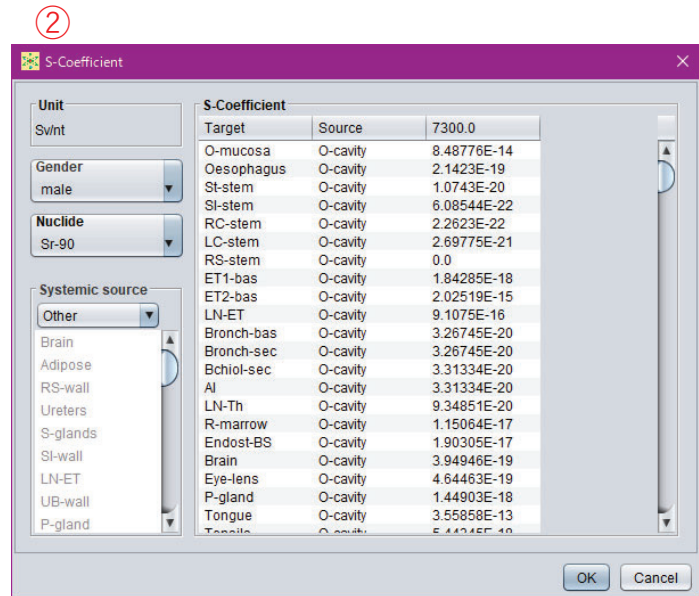 ②
S-Coefficient
Unit
Sv/nt
Gender
male
Nuclide
Sr-90
Systemic source
Other
Brain
Adipose
RS-wall
Ureters
S-glands
SI-wall
LN-ET
UB-wall
P-gland
S-Coefficient
Target Source 7300.0
O-mucosa O-cavity 8.48776E-14
Oesophagus O-cavity 2.1423E-19
St-stem O-cavity 1.0743E-20
SI-stem O-cavity 6.08544E-22
RC-stem O-cavity 2.2623E-22
LC-stem O-cavity 2.69775E-21
RS-stem O-cavity 0.0
ET1-bas O-cavity 1.84285E-18
ET2-bas O-cavity 2.02519E-15
LN-ET O-cavity 9.1075E-16
Bronch-bas O-cavity 3.26745E-20
Bronch-sec O-cavity 3.26745E-20
Bchiol-sec O-cavity 3.31334E-20
AI O-cavity 3.31334E-20
LN-Th O-cavity 9.34851E-20
R-marrow O-cavity 1.15064E-17
Endost-BS O-cavity 1.90305E-17
Brain O-cavity 3.94946E-19
Eye-lens O-cavity 4.64463E-19
P-gland O-cavity 1.44903E-18
Tongue O-cavity 3.55858E-13
OK Cancel